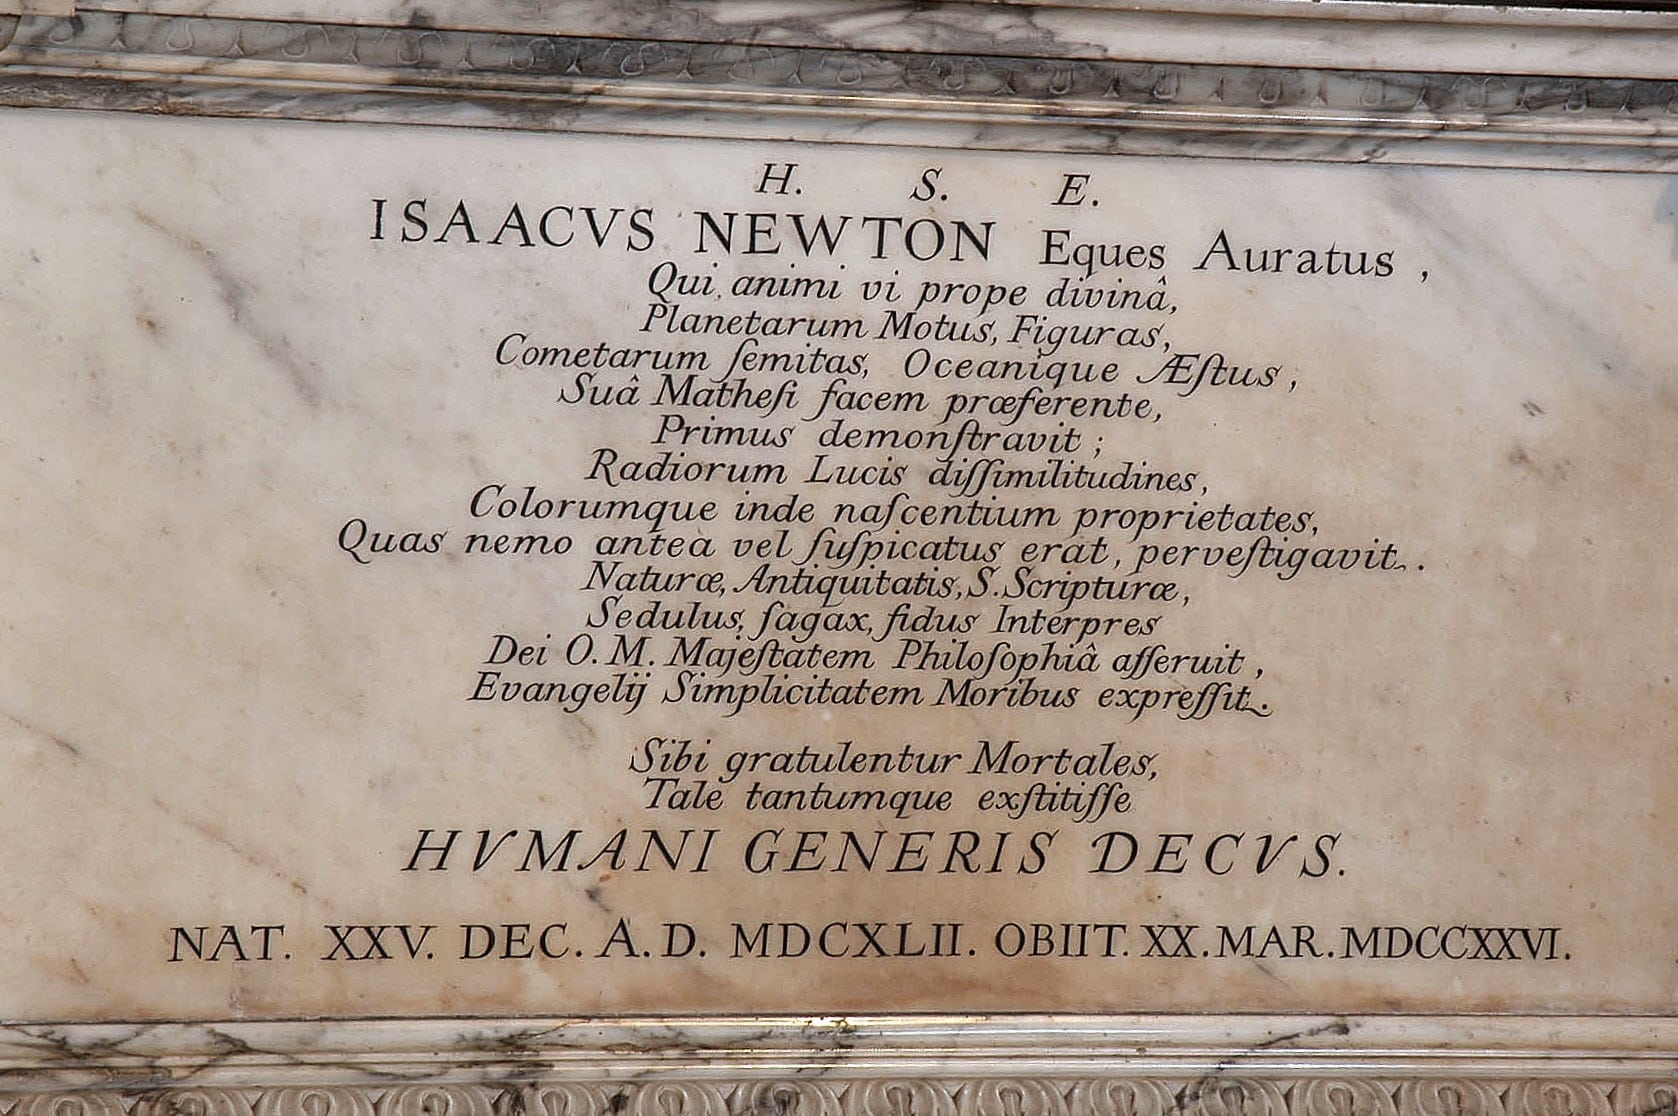 H. S. E.
ISAACVS NEWTON Eques Auratus,
Qui, animi vi prope divinâ,
Planetarum Motus, Figuras,
Cometarum ſemitas, Oceanique Æſtus,
Suâ Matheſi facem præferente,
Primus demonſtravit;
Radiorum Lucis diſſimilitudines,
Colorumque inde naſcentium proprietates,
Quas nemo antea vel ſuſpicatus erat, perveſtigavit.
Naturæ, Antiquitatis, S. Scripturæ,
Sedulus, ſagax, fidus Interpres
Dei O. M. Majeſtatem Philoſophiâ aſſeruit,
Evangelij Simplicitatem Moribus expreſſit.
Sibi gratulentur Mortales,
Tale tantumque exſtitiſſe
HVMANI GENERIS DECVS.
NAT. XXV. DEC. A.D. MDCXLII. OBIIT. XX. MAR. MDCCXXVI.